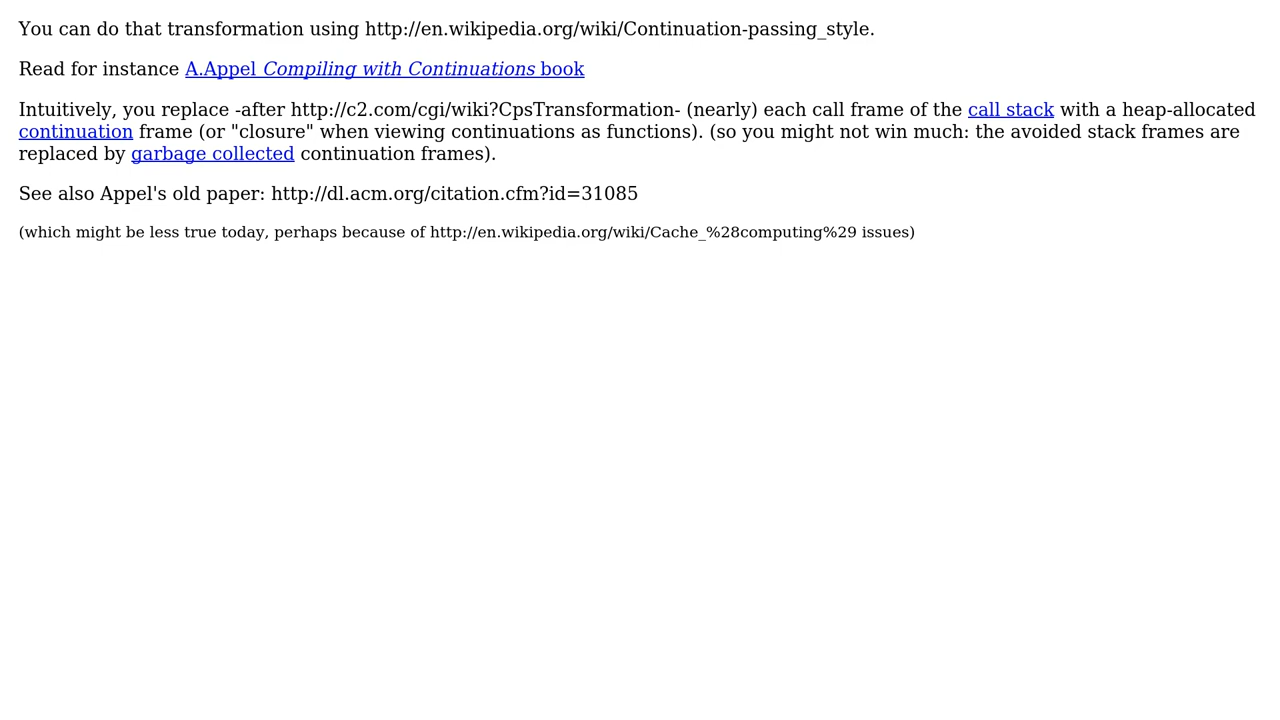 You can do that transformation using http://en.wikipedia.org/wiki/Continuation-passing_style.
Read for instance A.Appel Compiling with Continuations book
Intuitively, you replace -after http://c2.com/cgi/wiki?CpsTransformation- (nearly) each call frame of the call stack with a heap-allocated
continuation frame (or "closure" when viewing continuations as functions). (so you might not win much: the avoided stack frames are
replaced by garbage collected continuation frames).
See also Appel's old paper: http://dl.acm.org/citation.cfm?id=31085
(which might be less true today, perhaps because of http://en.wikipedia.org/wiki/Cache_%28computing%29 issues)